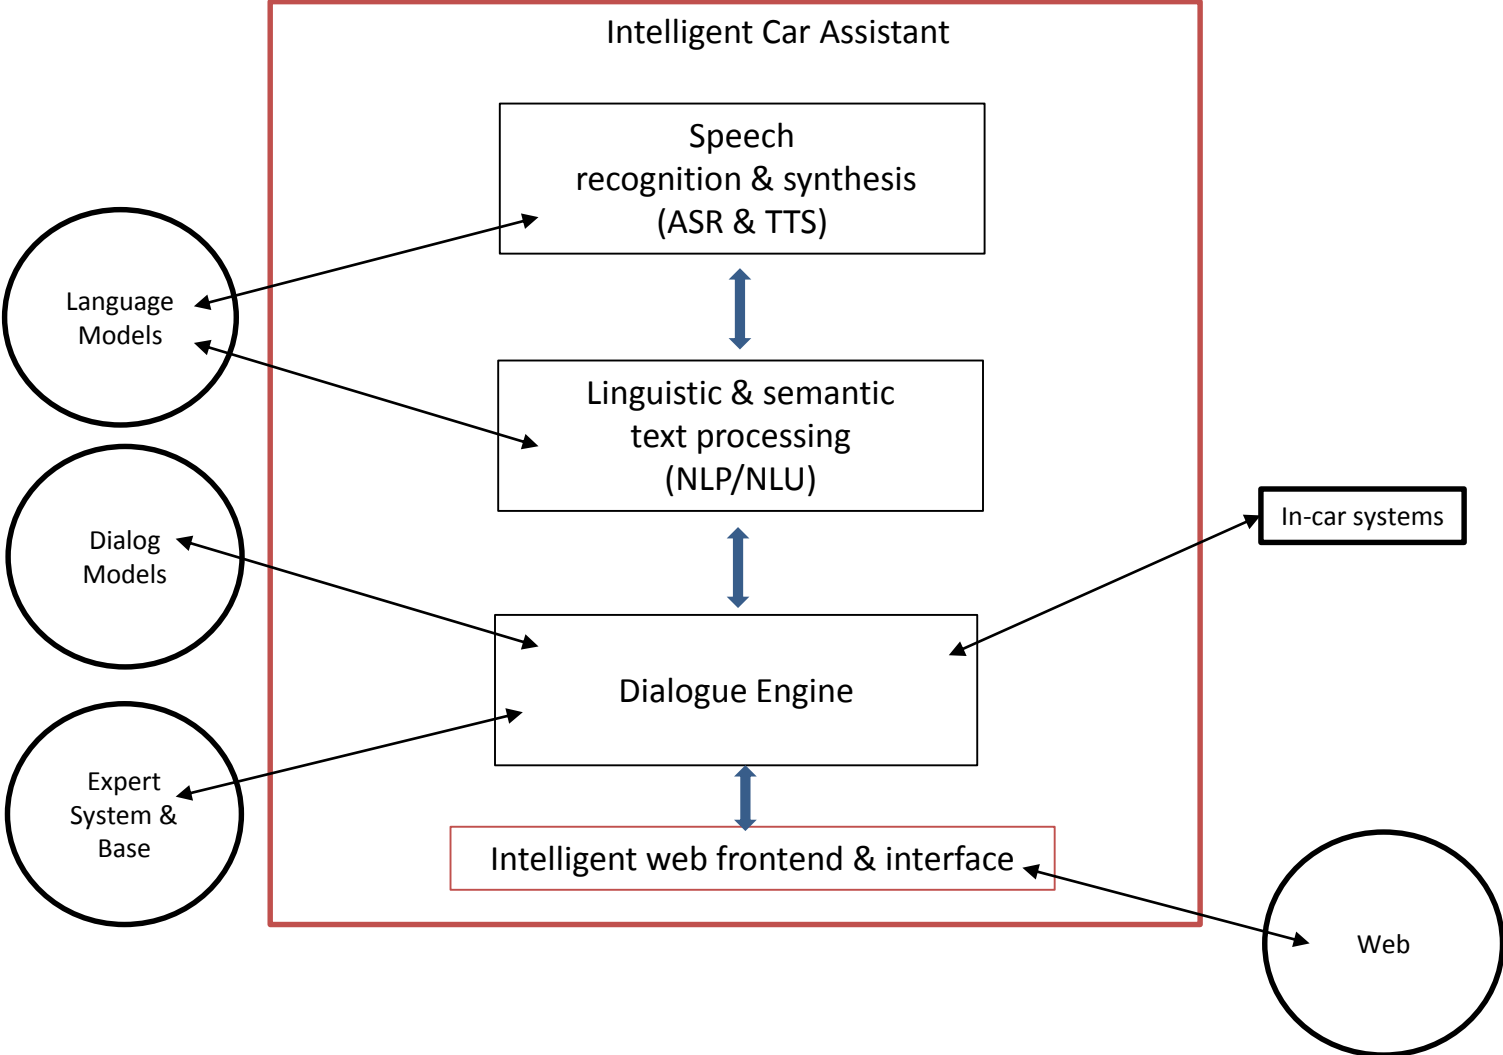 Intelligent Car Assistant
Speech
recognition & synthesis
(ASR & TTS)
Language
Models
Linguistic & semantic
text processing
(NLP/NLU)
In-car systems
Dialog
Models
Dialogue Engine
Expert
System &
Base
Intelligent web frontend & interface
Web